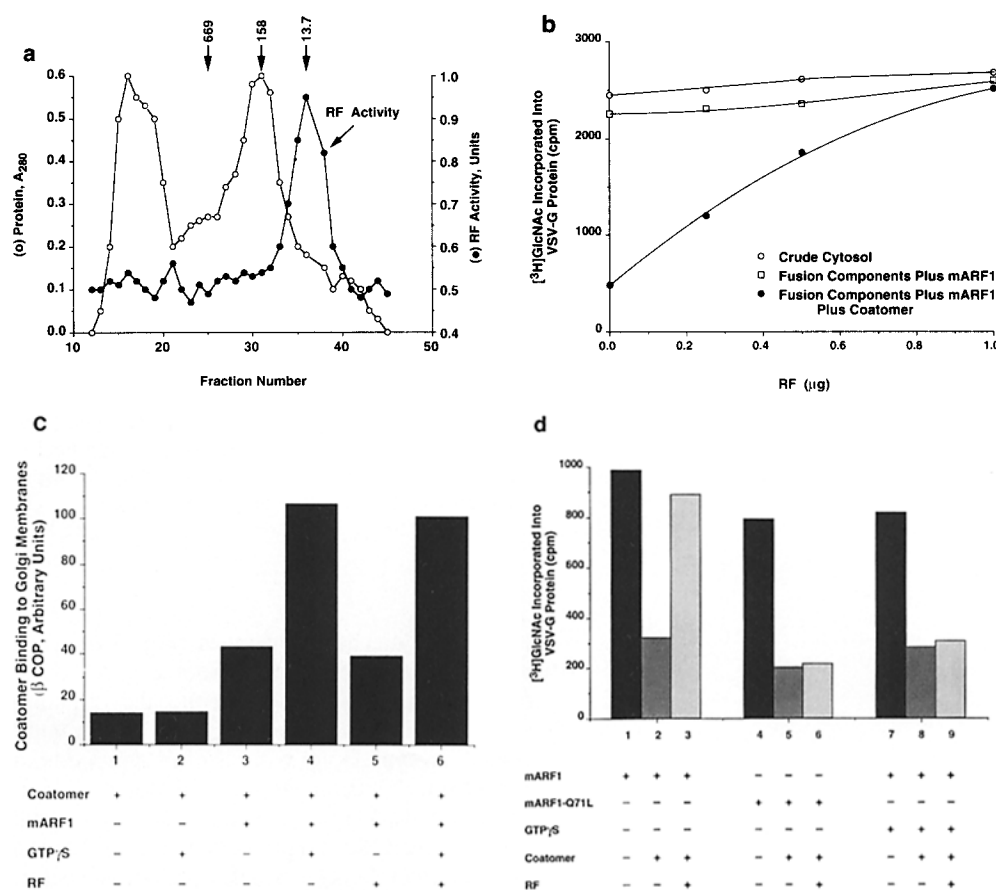 a
669
158
13.7
(o) Protein, A280
0.6
0.5
0.4
0.3
0.2
0.1
0.0
RF Activity
1.0
0.9
0.8
0.7
0.6
0.5
0.4
(●) RF Activity, Units
10 20 30 40 50
Fraction Number
b
[3H]GlcNAc Incorporated Into
VSV-G Protein (cpm)
3000
2000
1000
0
○ Crude Cytosol
□ Fusion Components Plus mARF1
● Fusion Components Plus mARF1
Plus Coatomer
0.0 0.2 0.4 0.6 0.8 1.0
RF (μg)
c
Coatomer Binding to Golgi Membranes
(β COP, Arbitrary Units)
120
100
80
60
40
20
0
1 2 3 4 5 6
Coatomer + + + + + +
mARF1 – – + + + +
GTPγS – + – + – +
RF – – – – + +
d
[3H]GlcNAc Incorporated Into
VSV-G Protein (cpm)
1000
800
600
400
200
0
1 2 3 4 5 6 7 8 9
mARF1 + + + – – – + + +
mARF1-Q71L – – – + + + – – –
GTPγS – – – – – – + + +
Coatomer – + + – + + – + +
RF – – + – – + – – +